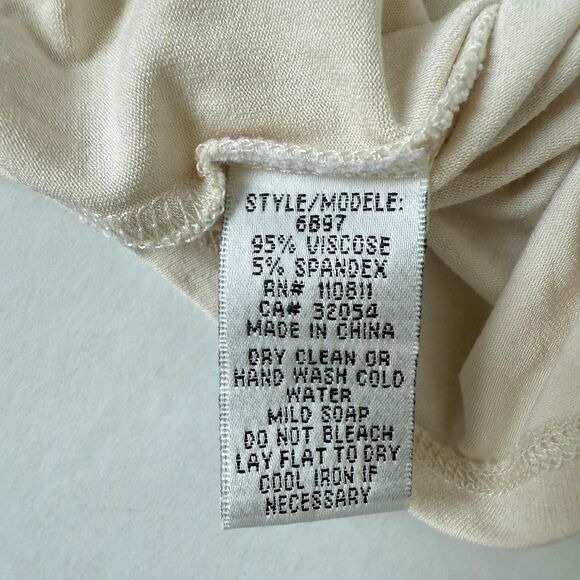 STYLE/MODELE:
6897
95% VISCOSE
5% SPANDEX
RN# 110811
CA# 32054
MADE IN CHINA
DRY CLEAN OR
HAND WASH COLD
WATER
MILD SOAP
DO NOT BLEACH
LAY FLAT TO DRY
COOL IRON IF
NECESSARY